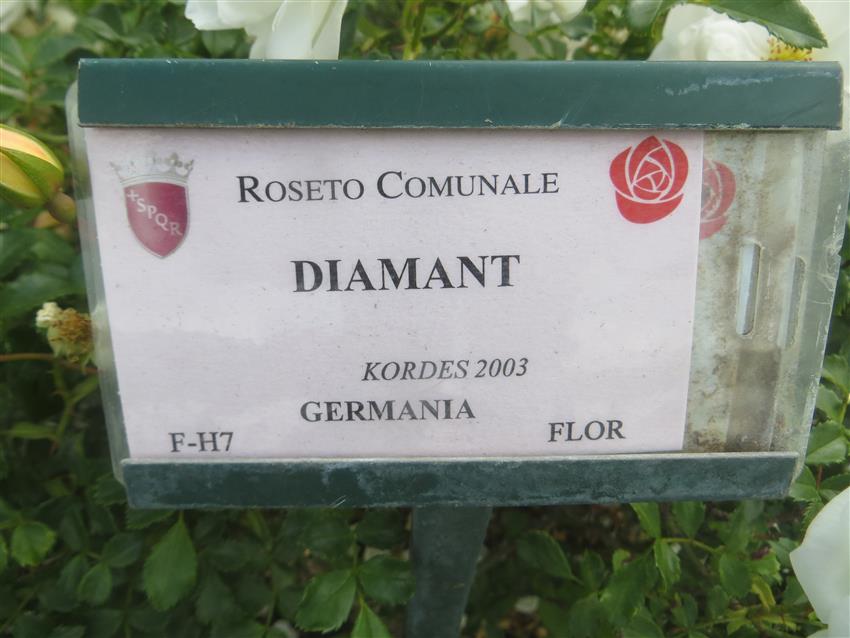 ROSETO COMUNALE
+SPQR
DIAMANT
KORDES 2003
GERMANIA
F-H7
FLOR